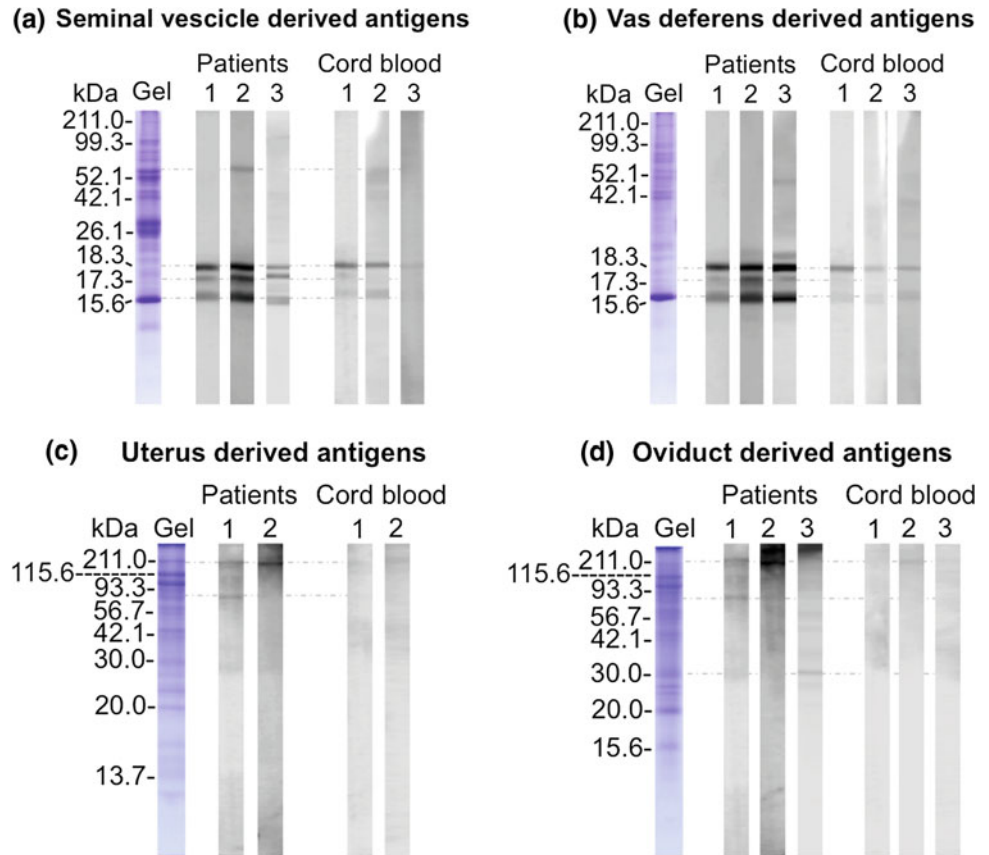 (a) Seminal vescicle derived antigens
Patients Cord blood
kDa Gel 1 2 3 1 2 3
211.0-
99.3-
52.1-
42.1-
26.1-
18.3
17.3
15.6
(b) Vas deferens derived antigens
Patients Cord blood
kDa Gel 1 2 3 1 2 3
211.0-
99.3-
52.1-
42.1-
18.3
17.3-
15.6
(c) Uterus derived antigens
Patients Cord blood
kDa Gel 1 2 1 2
211.0-
115.6
93.3-
56.7-
42.1-
30.0-
20.0-
13.7-
(d) Oviduct derived antigens
Patients Cord blood
kDa Gel 1 2 3 1 2 3
211.0-
115.6
93.3-
56.7-
42.1-
30.0-
20.0-
15.6-